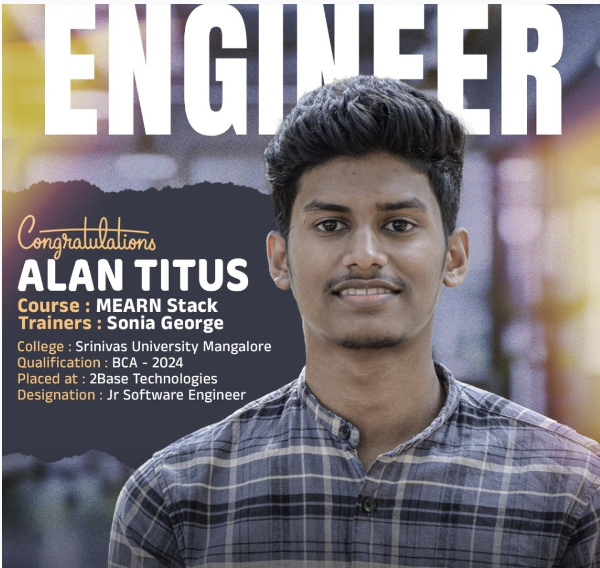 ENGINEER
Congratulations
ALAN TITUS
Course : MEARN Stack
Trainers : Sonia George
College : Srinivas University Mangalore
Qualification : BCA - 2024
Placed at : 2Base Technologies
Designation : Jr Software Engineer